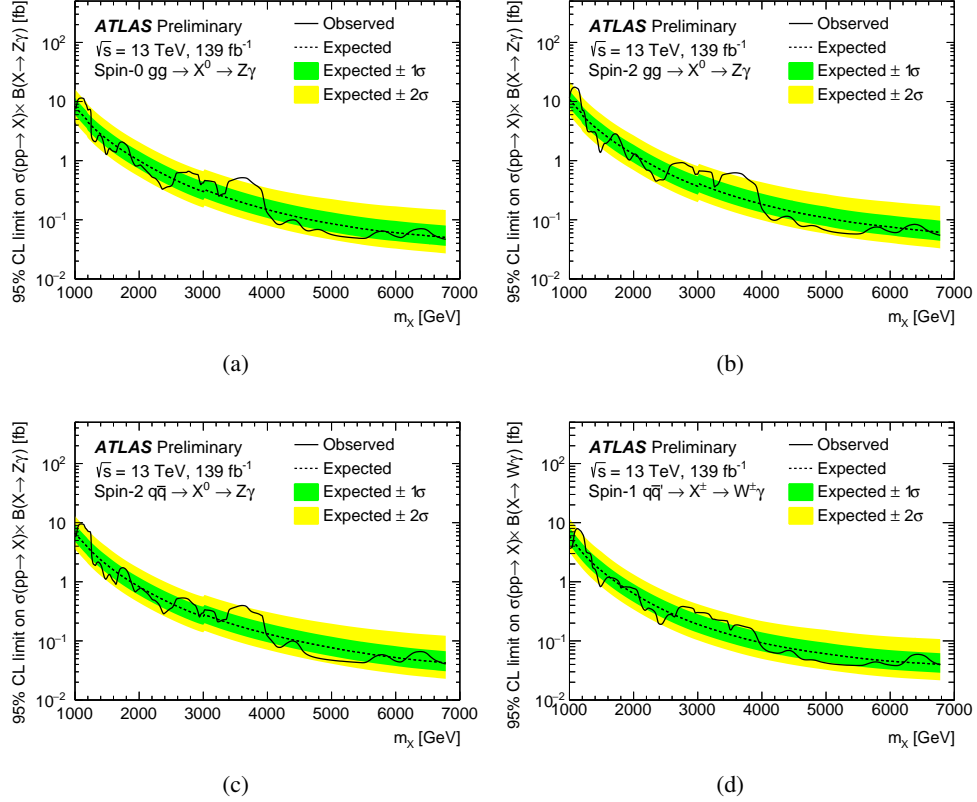 95% CL limit on σ(pp→ X)× B(X→ Zγ) [fb]
10²
10
1
10⁻¹
10⁻²
ATLAS Preliminary
√s = 13 TeV, 139 fb⁻¹
Spin-0 gg → X⁰ → Zγ
Observed
Expected
Expected ± 1σ
Expected ± 2σ
1000 2000 3000 4000 5000 6000 7000
m_X [GeV]
(a)
95% CL limit on σ(pp→ X)× B(X→ Zγ) [fb]
10²
10
1
10⁻¹
10⁻²
ATLAS Preliminary
√s = 13 TeV, 139 fb⁻¹
Spin-2 gg → X⁰ → Zγ
Observed
Expected
Expected ± 1σ
Expected ± 2σ
1000 2000 3000 4000 5000 6000 7000
m_X [GeV]
(b)
95% CL limit on σ(pp→ X)× B(X→ Zγ) [fb]
10²
10
1
10⁻¹
10⁻²
ATLAS Preliminary
√s = 13 TeV, 139 fb⁻¹
Spin-2 qq̅ → X⁰ → Zγ
Observed
Expected
Expected ± 1σ
Expected ± 2σ
1000 2000 3000 4000 5000 6000 7000
m_X [GeV]
(c)
95% CL limit on σ(pp→ X)× B(X→ Wγ) [fb]
10²
10
1
10⁻¹
10⁻²
ATLAS Preliminary
√s = 13 TeV, 139 fb⁻¹
Spin-1 qq̅' → X± → W±γ
Observed
Expected
Expected ± 1σ
Expected ± 2σ
1000 2000 3000 4000 5000 6000 7000
m_X [GeV]
(d)